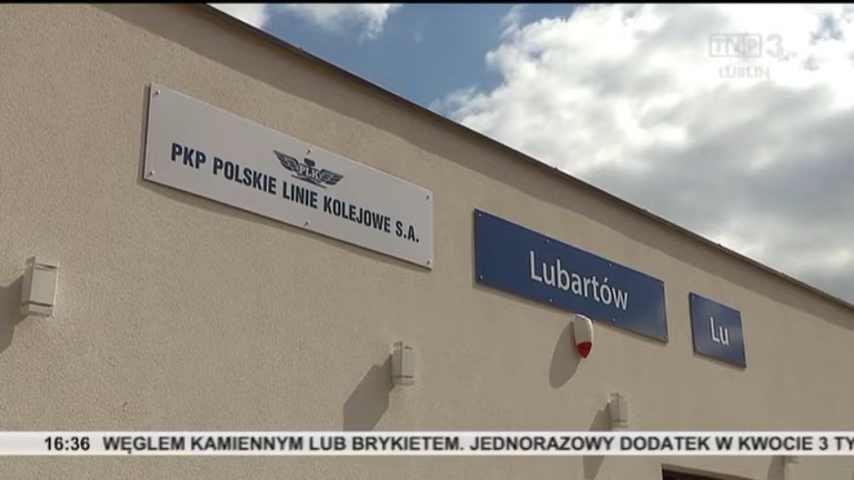 TVP3
LUBLIN
PLK
PKP POLSKIE LINIE KOLEJOWE S.A.
Lubartów
Lu
16:36 WĘGLEM KAMIENNYM LUB BRYKIETEM. JEDNORAZOWY DODATEK W KWOCIE 3 TY